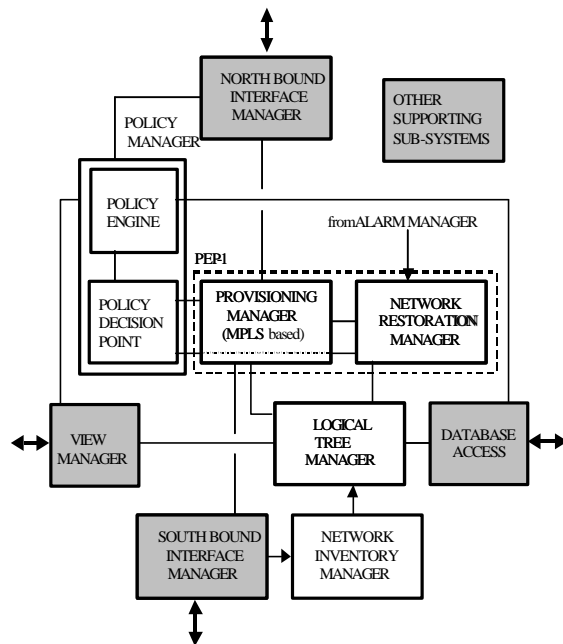 NORTH BOUND
INTERFACE
MANAGER
OTHER
SUPPORTING
SUB-SYSTEMS
POLICY
MANAGER
POLICY
ENGINE
fromALARM MANAGER
PEP-1
POLICY
DECISION
POINT
PROVISIONING
MANAGER
(MPLS based)
NETWORK
RESTORATION
MANAGER
VIEW
MANAGER
LOGICAL
TREE
MANAGER
DATABASE
ACCESS
SOUTH BOUND
INTERFACE
MANAGER
NETWORK
INVENTORY
MANAGER